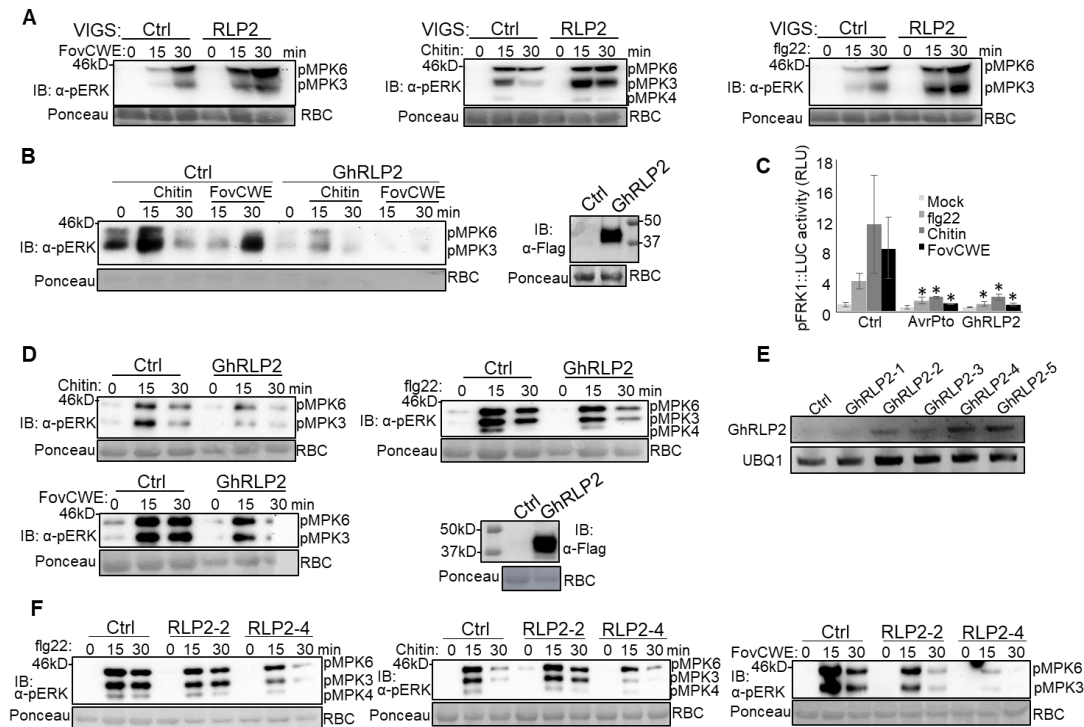 A
VIGS: Ctrl RLP2
FovCWE: 0 15 30 0 15 30 min
46kD
pMPK6
IB: α-pERK
pMPK3
Ponceau RBC
VIGS: Ctrl RLP2
Chitin: 0 15 30 0 15 30 min
46kD
pMPK6
IB: α-pERK
pMPK3
pMPK4
Ponceau RBC
VIGS: Ctrl RLP2
flg22: 0 15 30 0 15 30 min
46kD
pMPK6
IB: α-pERK
pMPK3
Ponceau RBC
B
Ctrl GhRLP2
Chitin FovCWE Chitin FovCWE
0 15 30 15 30 0 15 30 15 30 min
46kD
pMPK6
IB: α-pERK
pMPK3
Ponceau RBC
Ctrl GhRLP2
IB:
α-Flag
50
37
Ponceau RBC
C
pFRK1::LUC activity (RLU)
18
16
12
8
4
0
Mock
flg22
Chitin
FovCWE
* * * * * *
Ctrl AvrPto GhRLP2
D
Ctrl GhRLP2
Chitin: 0 15 30 0 15 30 min
46kD
pMPK6
IB: α-pERK
pMPK3
Ponceau RBC
Ctrl GhRLP2
flg22: 0 15 30 0 15 30 min
46kD
pMPK6
IB: α-pERK
pMPK3
pMPK4
Ponceau RBC
Ctrl GhRLP2
FovCWE: 0 15 30 0 15 30 min
46kD
pMPK6
IB: α-pERK
pMPK3
Ponceau RBC
Ctrl GhRLP2
50kD
37kD
IB:
α-Flag
Ponceau RBC
E
Ctrl GhRLP2-1 GhRLP2-2 GhRLP2-3 GhRLP2-4 GhRLP2-5
GhRLP2
UBQ1
F
Ctrl RLP2-2 RLP2-4
flg22: 0 15 30 0 15 30 0 15 30 min
46kD
pMPK6
IB:
pMPK3
α-pERK
pMPK4
Ponceau RBC
Ctrl RLP2-2 RLP2-4
Chitin: 0 15 30 0 15 30 0 15 30 min
46kD
pMPK6
IB:
pMPK3
α-pERK
pMPK4
Ponceau RBC
Ctrl RLP2-2 RLP2-4
FovCWE: 0 15 30 0 15 30 0 15 30 min
46kD
pMPK6
IB:
α-pERK
pMPK3
Ponceau RBC